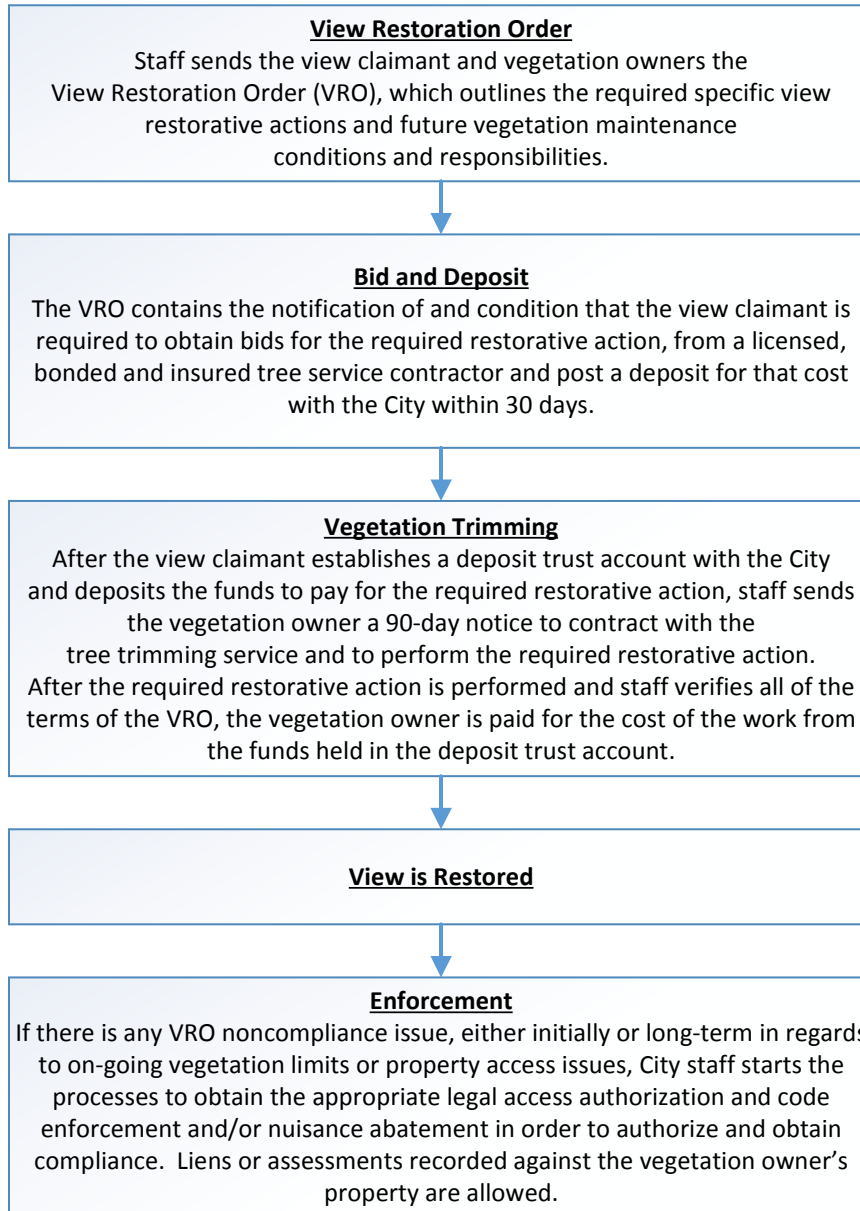 View Restoration Order
Staff sends the view claimant and vegetation owners the
View Restoration Order (VRO), which outlines the required specific view
restorative actions and future vegetation maintenance
conditions and responsibilities.
Bid and Deposit
The VRO contains the notification of and condition that the view claimant is
required to obtain bids for the required restorative action, from a licensed,
bonded and insured tree service contractor and post a deposit for that cost
with the City within 30 days.
Vegetation Trimming
After the view claimant establishes a deposit trust account with the City
and deposits the funds to pay for the required restorative action, staff sends
the vegetation owner a 90-day notice to contract with the
tree trimming service and to perform the required restorative action.
After the required restorative action is performed and staff verifies all of the
terms of the VRO, the vegetation owner is paid for the cost of the work from
the funds held in the deposit trust account.
View is Restored
Enforcement
If there is any VRO noncompliance issue, either initially or long-term in regards
to on-going vegetation limits or property access issues, City staff starts the
processes to obtain the appropriate legal access authorization and code
enforcement and/or nuisance abatement in order to authorize and obtain
compliance.  Liens or assessments recorded against the vegetation owner’s
property are allowed.